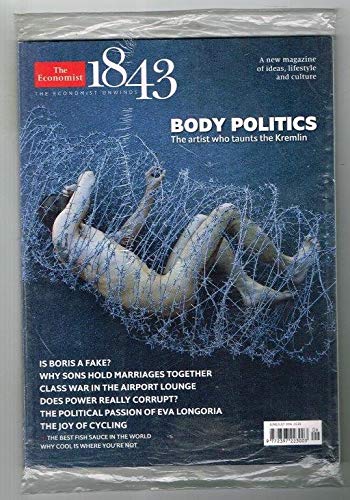 The
Economist
1843
THE ECONOMIST UNWINDS
A new magazine
of ideas, lifestyle
and culture
BODY POLITICS
The artist who taunts the Kremlin
IS BORIS A FAKE?
WHY SONS HOLD MARRIAGES TOGETHER
CLASS WAR IN THE AIRPORT LOUNGE
DOES POWER REALLY CORRUPT?
THE POLITICAL PASSION OF EVA LONGORIA
THE JOY OF CYCLING
THE BEST FISH SAUCE IN THE WORLD
WHY COOL IS WHERE YOU'RE NOT